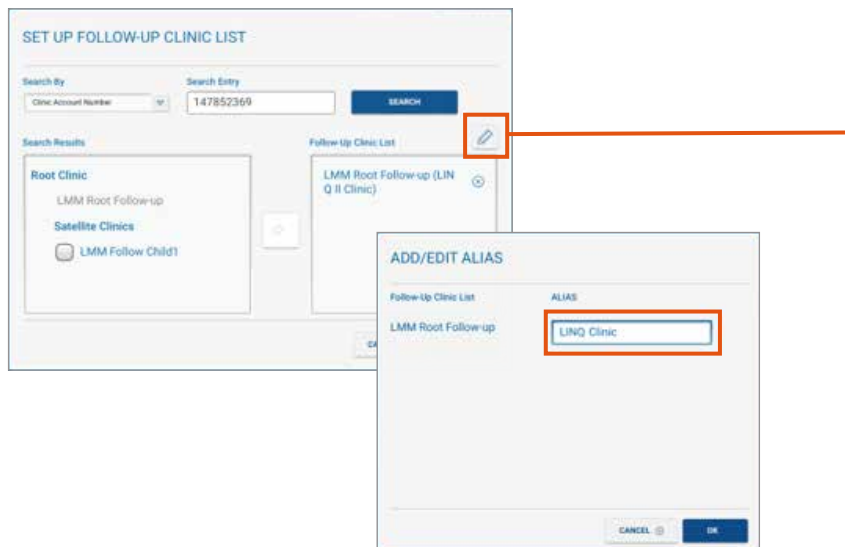 SET UP FOLLOW-UP CLINIC LIST
Search By
Search Entry
Clinic Account Number
147852369
SEARCH
Search Results
Follow-Up Clinic List
Root Clinic
LMM Root Follow-up
Satellite Clinics
LMM Follow Child1
LMM Root Follow-up (LIN
Q II Clinic)
CA
ADD/EDIT ALIAS
Follow-Up Clinic List
ALIAS
LMM Root Follow-up
LINQ Clinic
CANCEL
OK